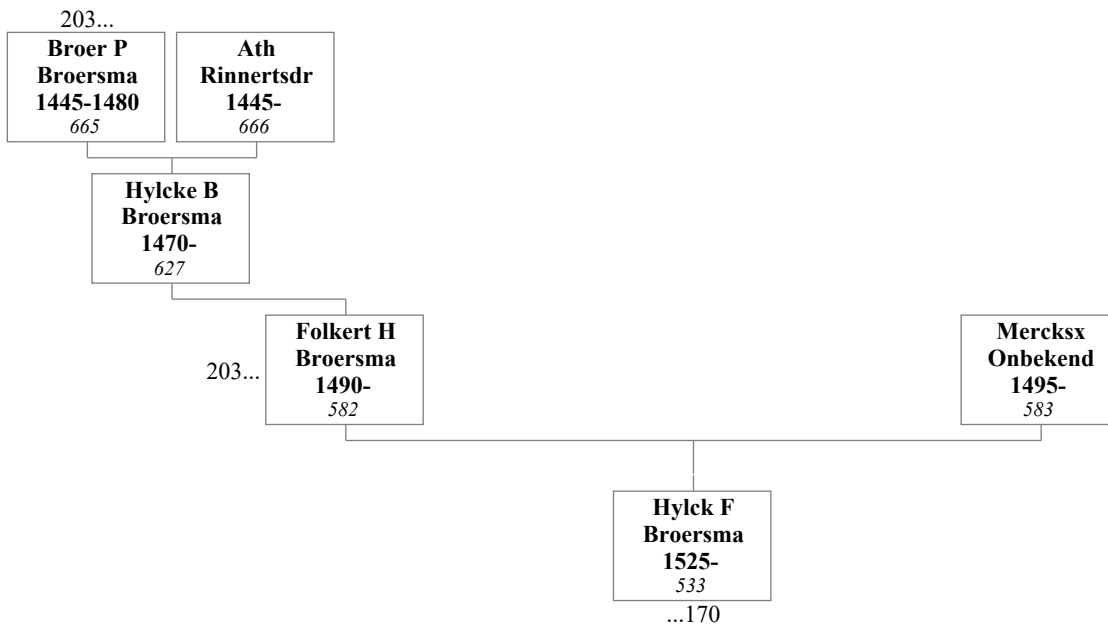 203...
Broer P
Broersma
1445-1480
665
Ath
Rinnertsdr
1445-
666
Hylcke B
Broersma
1470-
627
203...
Folkert H
Broersma
1490-
582
Mercksx
Onbekend
1495-
583
Hylck F
Broersma
1525-
533
...170